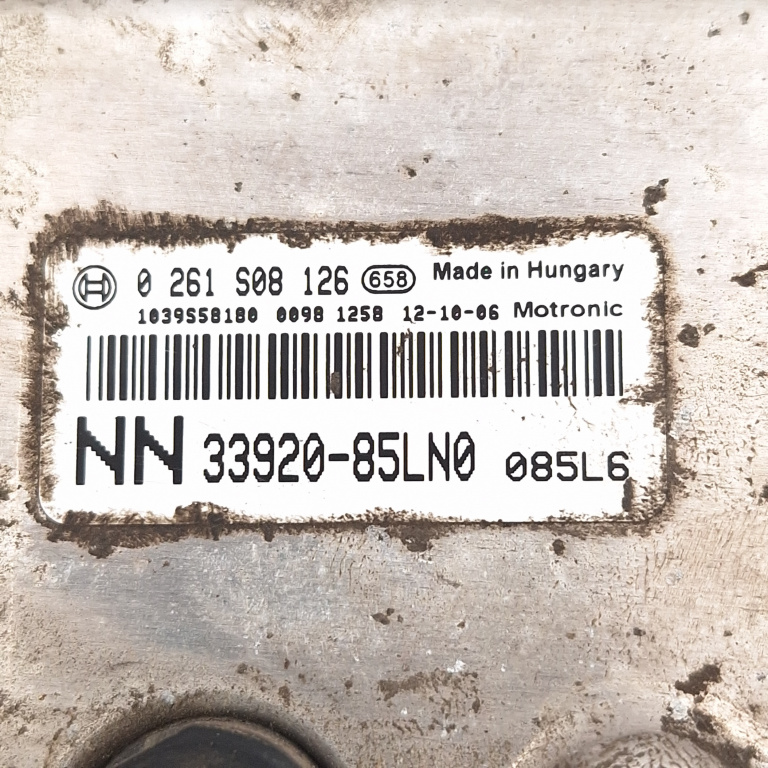 0 261 S08 126 658 Made in Hungary
1039S58180 0098 1258 12-10-06 Motronic
NN 33920-85LN0 085L6